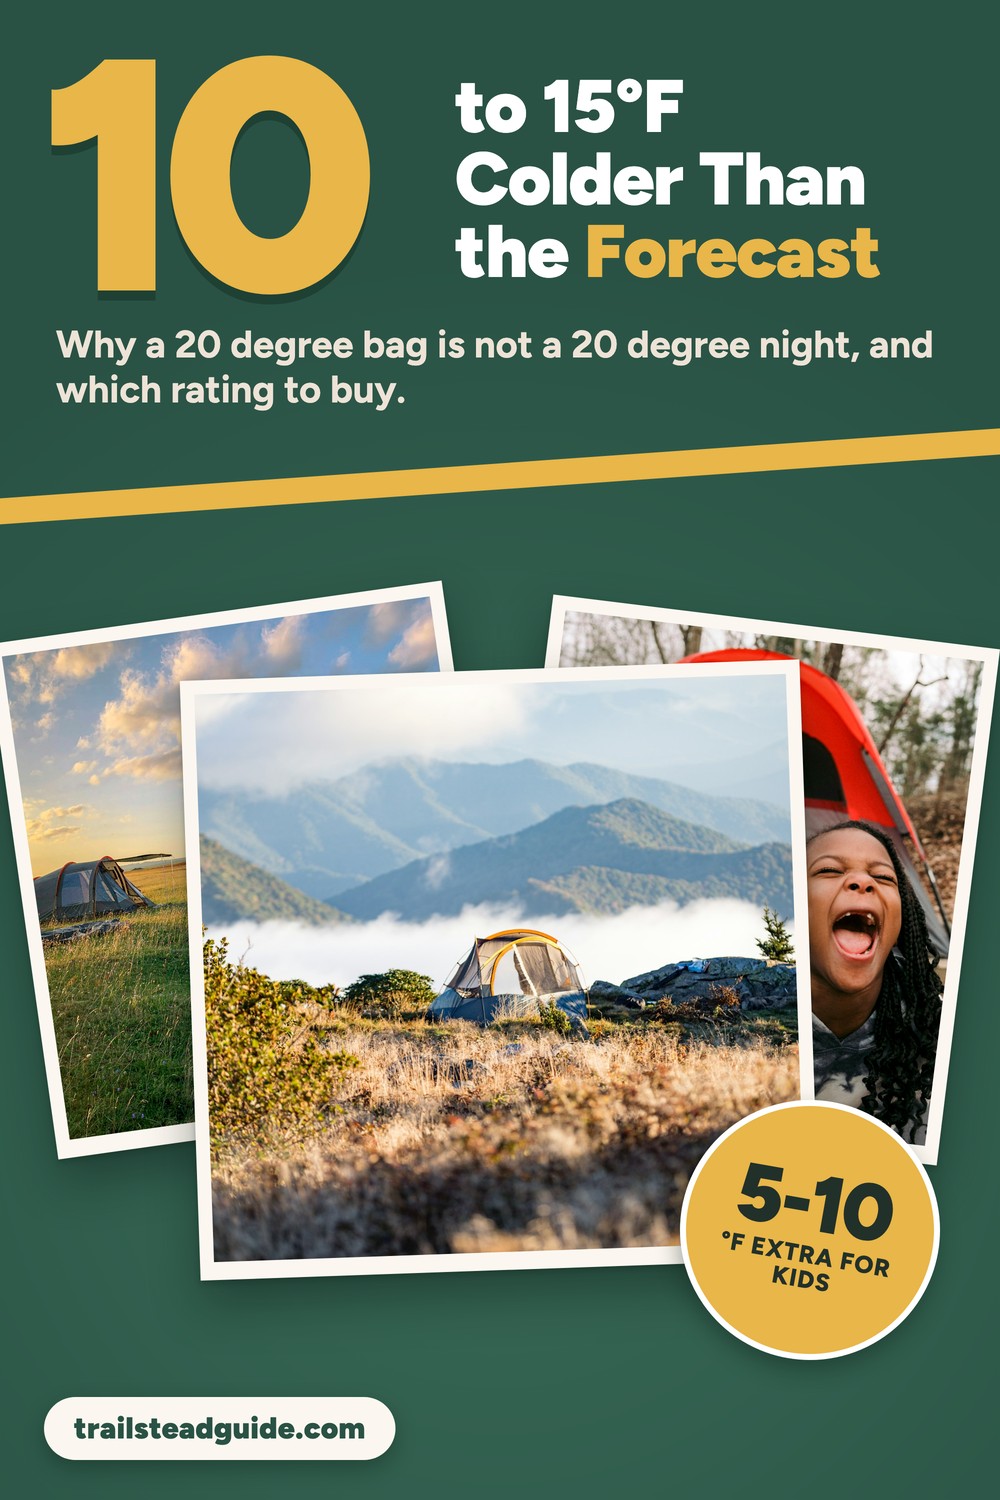 10
to 15°F
Colder Than
the Forecast
Why a 20 degree bag is not a 20 degree night, and
which rating to buy.
5-10
°F EXTRA FOR
KIDS
trailsteadguide.com